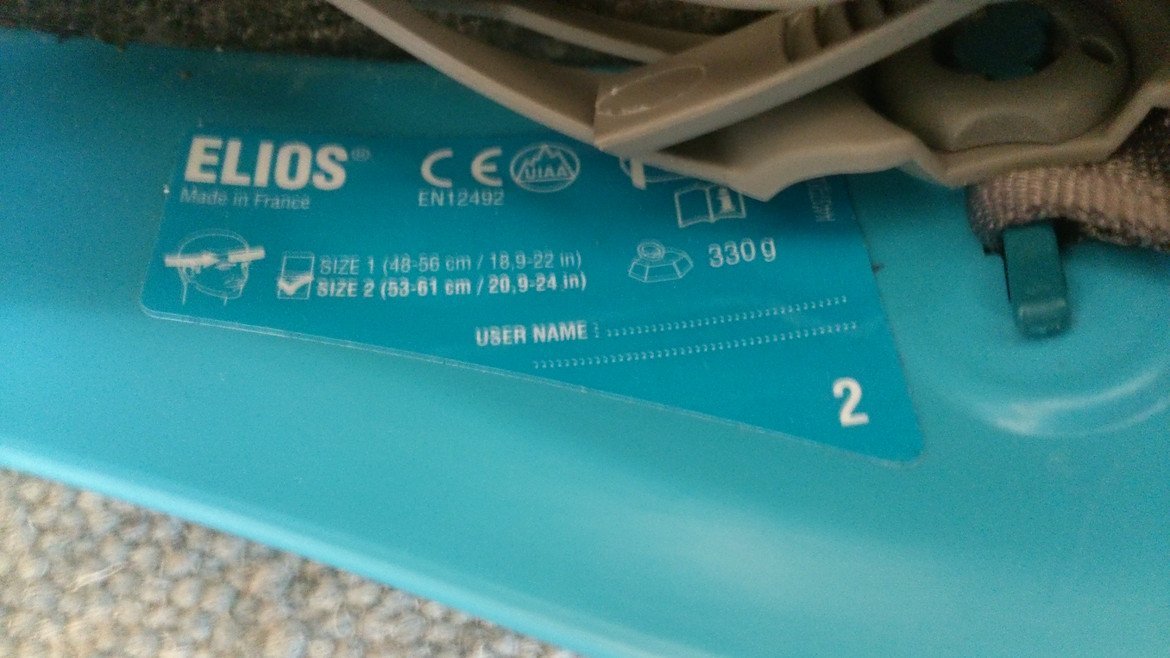 ELIOS®
Made in France
CE
EN12492
UIAA
SIZE 1 (48-56 cm / 18,9-22 in)
SIZE 2 (53-61 cm / 20,9-24 in)
330 g
USER NAME :
2